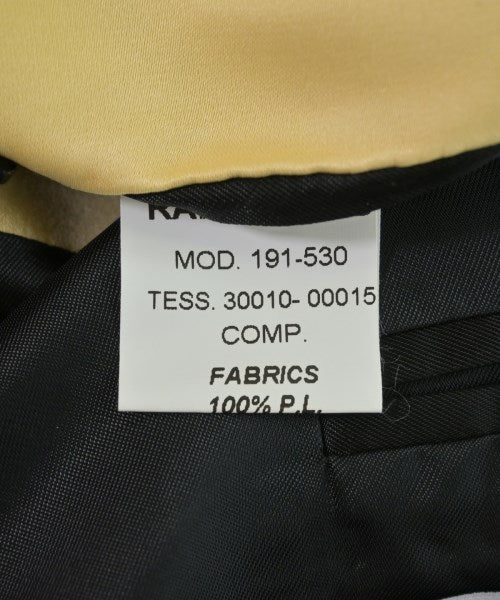 MOD. 191-530
TESS. 30010- 00015
COMP.
FABRICS
100% P.L.